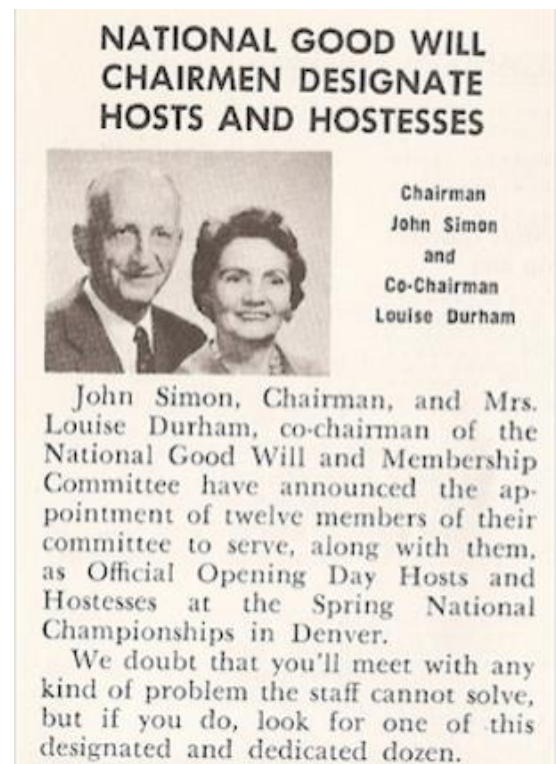 NATIONAL GOOD WILL
CHAIRMEN DESIGNATE
HOSTS AND HOSTESSES
Chairman
John Simon
and
Co-Chairman
Louise Durham
John Simon, Chairman, and Mrs.
Louise Durham, co-chairman of the
National Good Will and Membership
Committee have announced the ap-
pointment of twelve members of their
committee to serve, along with them,
as Official Opening Day Hosts and
Hostesses at the Spring National
Championships in Denver.
We doubt that you'll meet with any
kind of problem the staff cannot solve,
but if you do, look for one of this
designated and dedicated dozen.